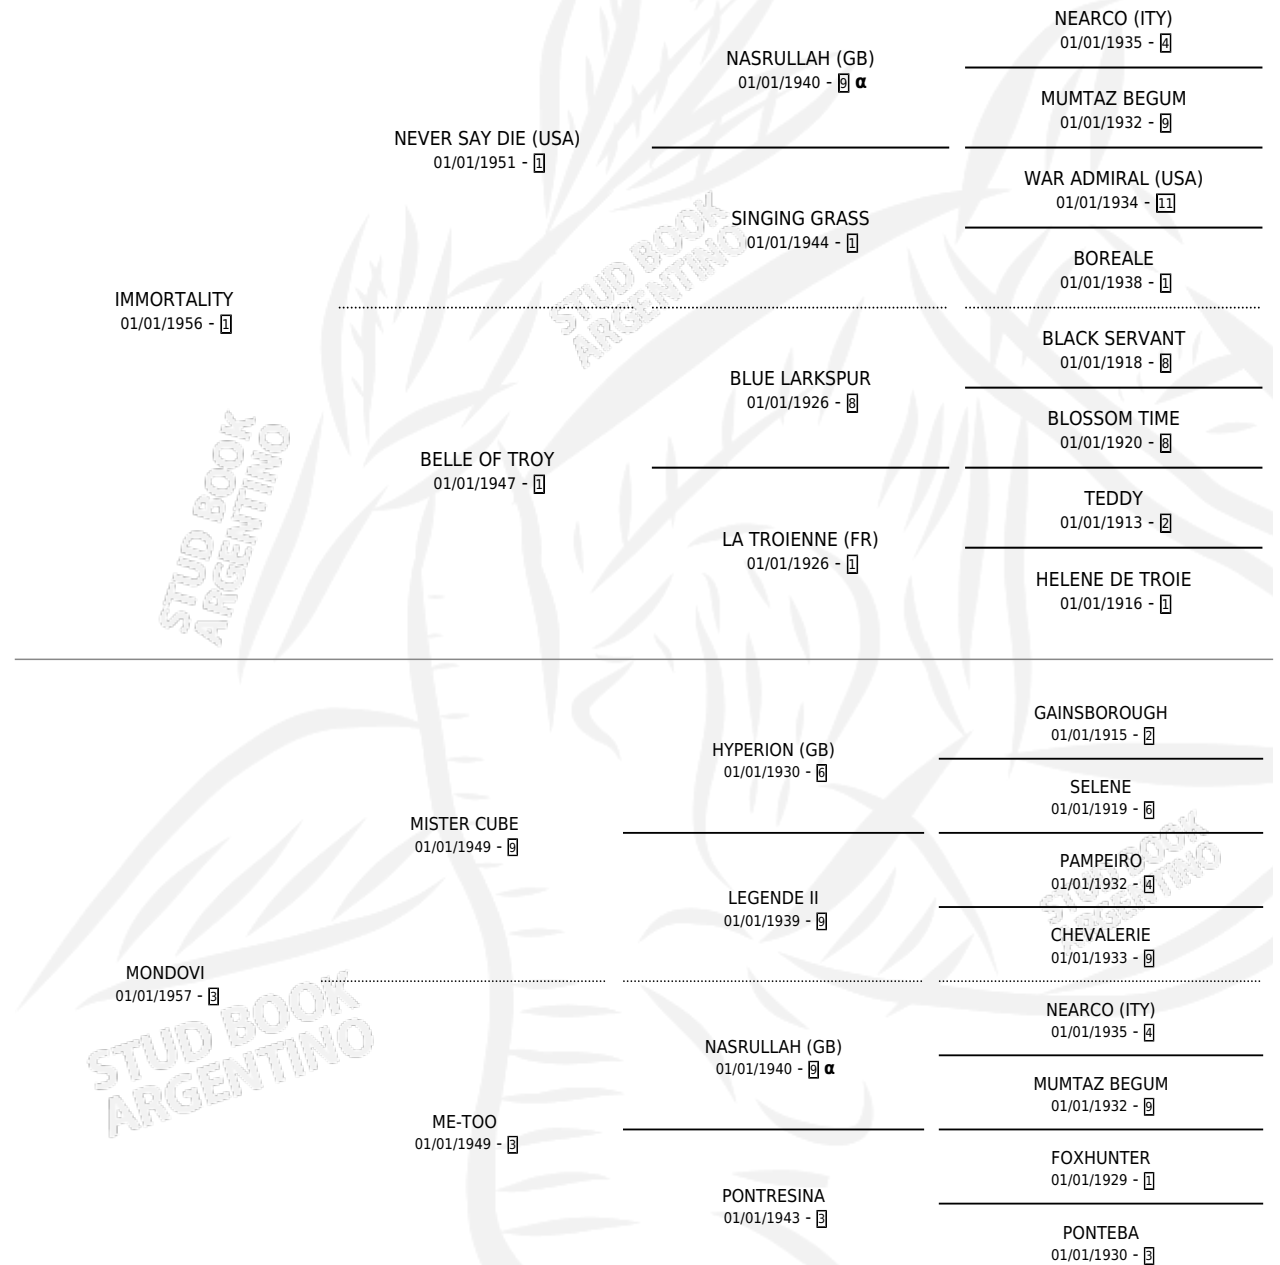 NEARCO (ITY)
01/01/1935 - 4
NASRULLAH (GB)
01/01/1940 - 9 α
MUMTAZ BEGUM
01/01/1932 - 9
NEVER SAY DIE (USA)
01/01/1951 - 1
WAR ADMIRAL (USA)
01/01/1934 - 11
SINGING GRASS
01/01/1944 - 1
BOREALE
01/01/1938 - 1
IMMORTALITY
01/01/1956 - 1
BLACK SERVANT
01/01/1918 - 8
BLUE LARKSPUR
01/01/1926 - 8
BLOSSOM TIME
01/01/1920 - 8
BELLE OF TROY
01/01/1947 - 1
TEDDY
01/01/1913 - 2
LA TROIENNE (FR)
01/01/1926 - 1
HELENE DE TROIE
01/01/1916 - 1
GAINSBOROUGH
01/01/1915 - 2
HYPERION (GB)
01/01/1930 - 6
SELENE
01/01/1919 - 6
MISTER CUBE
01/01/1949 - 9
PAMPEIRO
01/01/1932 - 4
LEGENDE II
01/01/1939 - 9
CHEVALERIE
01/01/1933 - 9
MONDOVI
01/01/1957 - 3
NEARCO (ITY)
01/01/1935 - 4
NASRULLAH (GB)
01/01/1940 - 9 α
MUMTAZ BEGUM
01/01/1932 - 9
ME-TOO
01/01/1949 - 3
FOXHUNTER
01/01/1929 - 1
PONTRESINA
01/01/1943 - 3
PONTEBA
01/01/1930 - 3
STUD BOOK
ARGENTINO
STUD BOOK
ARGENTINO
STUD BOOK
ARGENTINO
STUD BOOK
ARGENTINO